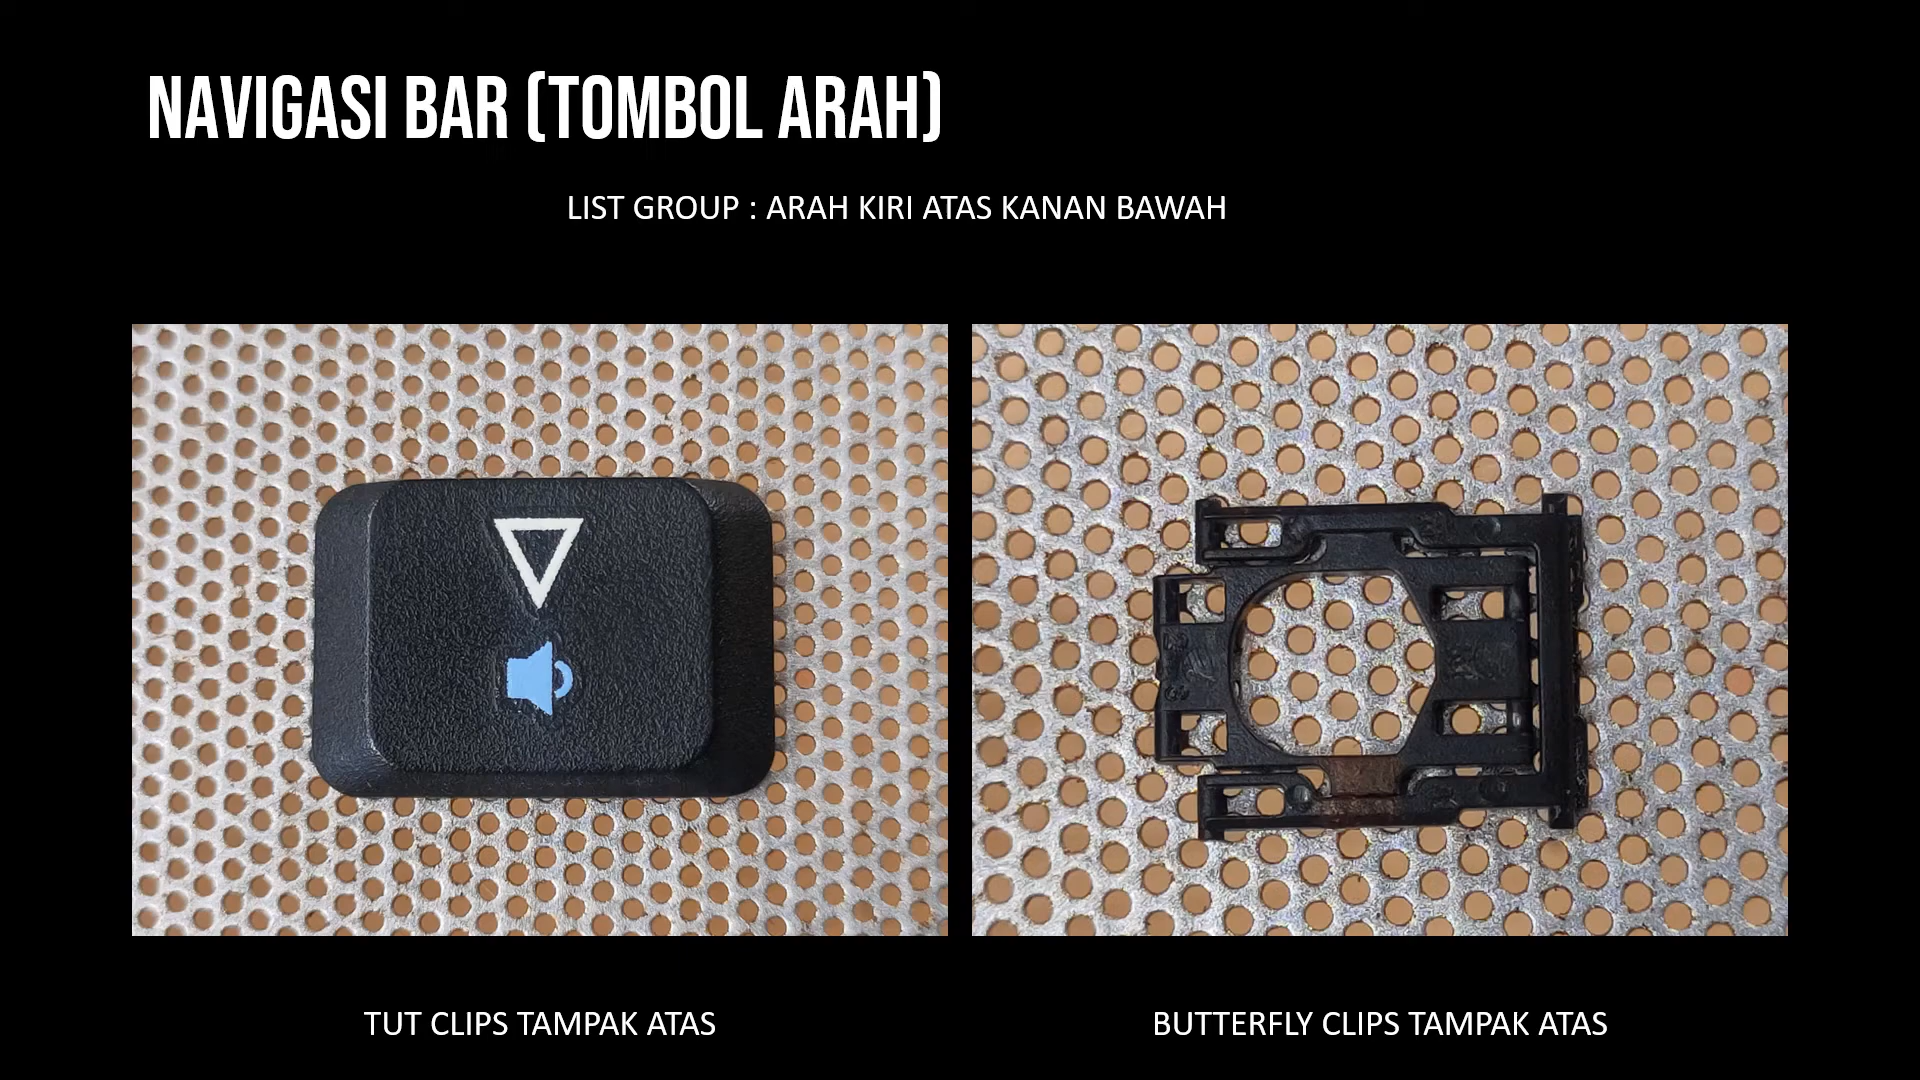 NAVIGASI BAR (TOMBOL ARAH)
LIST GROUP : ARAH KIRI ATAS KANAN BAWAH
TUT CLIPS TAMPAK ATAS
BUTTERFLY CLIPS TAMPAK ATAS